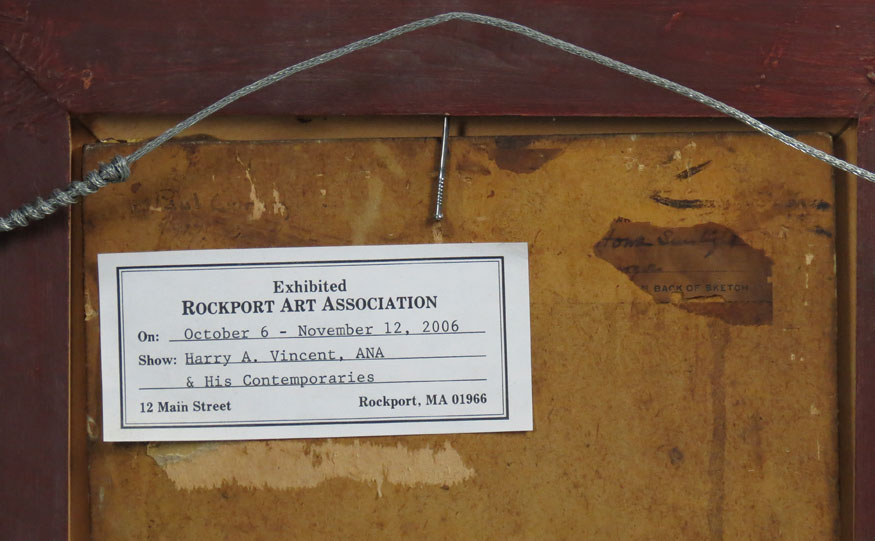 Exhibited
ROCKPORT ART ASSOCIATION
On: October 6 - November 12, 2006
Show: Harry A. Vincent, ANA
& His Contemporaries
12 Main Street Rockport, MA 01966
BACK OF SKETCH